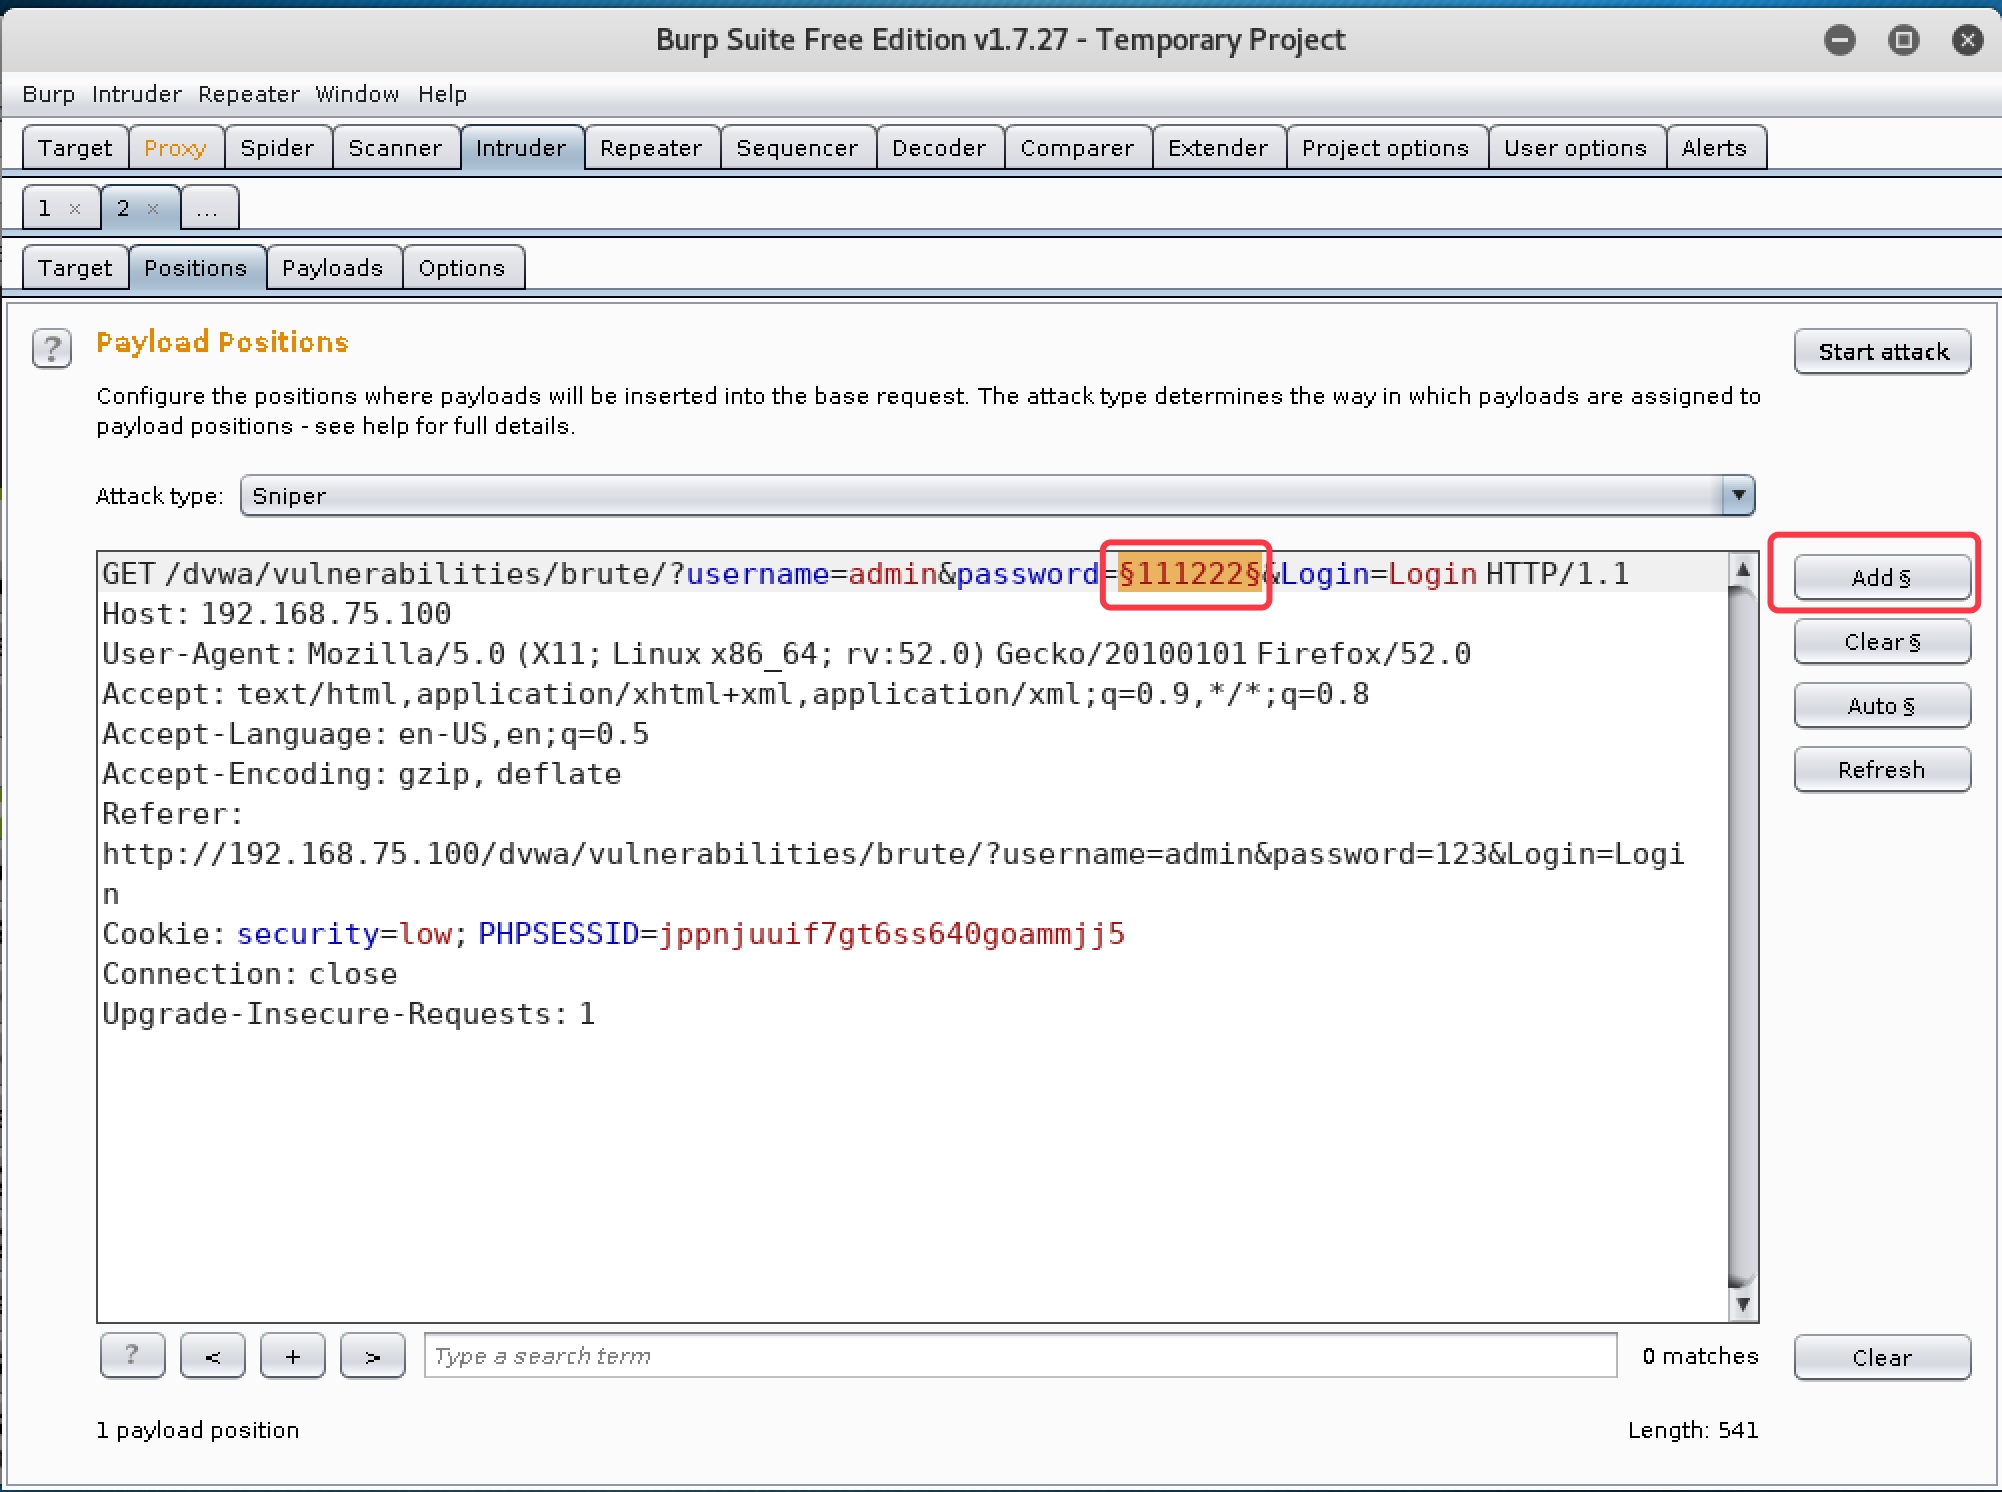 Burp Suite Free Edition v1.7.27 - Temporary Project
Burp Intruder Repeater Window Help
Target Proxy Spider Scanner Intruder Repeater Sequencer Decoder Comparer Extender Project options User options Alerts
1 × 2 × ...
Target Positions Payloads Options
? Payload Positions
Start attack
Configure the positions where payloads will be inserted into the base request. The attack type determines the way in which payloads are assigned to
payload positions - see help for full details.
Attack type: Sniper
GET /dvwa/vulnerabilities/brute/?username=admin&password=§111222§&Login=Login HTTP/1.1
Host: 192.168.75.100
User-Agent: Mozilla/5.0 (X11; Linux x86_64; rv:52.0) Gecko/20100101 Firefox/52.0
Accept: text/html,application/xhtml+xml,application/xml;q=0.9,*/*;q=0.8
Accept-Language: en-US,en;q=0.5
Accept-Encoding: gzip, deflate
Referer:
http://192.168.75.100/dvwa/vulnerabilities/brute/?username=admin&password=123&Login=Logi
n
Cookie: security=low; PHPSESSID=jppnjuuif7gt6ss640goammjj5
Connection: close
Upgrade-Insecure-Requests: 1
Add §
Clear §
Auto §
Refresh
? < + > Type a search term 0 matches Clear
1 payload position Length: 541